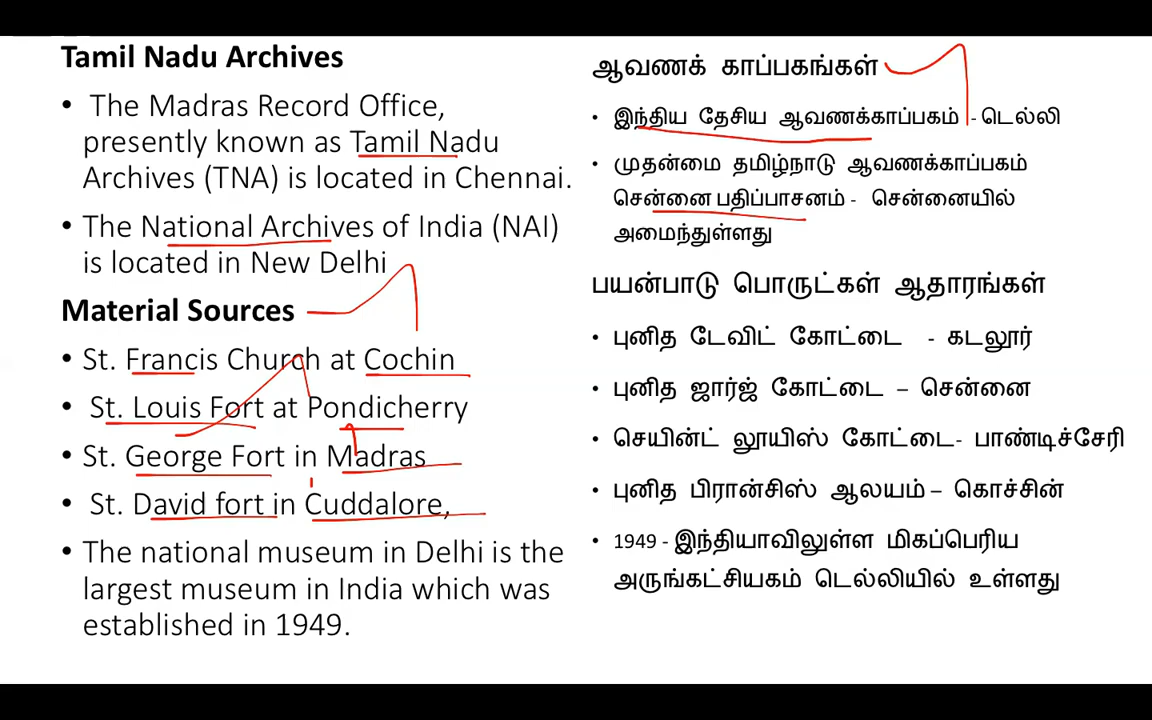 Tamil Nadu Archives
• The Madras Record Office,
presently known as Tamil Nadu
Archives (TNA) is located in Chennai.
• The National Archives of India (NAI)
is located in New Delhi
Material Sources
• St. Francis Church at Cochin
• St. Louis Fort at Pondicherry
• St. George Fort in Madras
• St. David fort in Cuddalore,
• The national museum in Delhi is the
largest museum in India which was
established in 1949.
ஆவணக் காப்பகங்கள்
• இந்திய தேசிய ஆவணக்காப்பகம் - டெல்லி
• முதன்மை தமிழ்நாடு ஆவணக்காப்பகம்
சென்னை பதிப்பாசனம் - சென்னையில்
அமைந்துள்ளது
பயன்பாடு பொருட்கள் ஆதாரங்கள்
• புனித டேவிட் கோட்டை - கடலூர்
• புனித ஜார்ஜ் கோட்டை – சென்னை
• செயின்ட் லூயிஸ் கோட்டை- பாண்டிச்சேரி
• புனித பிரான்சிஸ் ஆலயம் – கொச்சின்
• 1949 - இந்தியாவிலுள்ள மிகப்பெரிய
அருங்கட்சியகம் டெல்லியில் உள்ளது